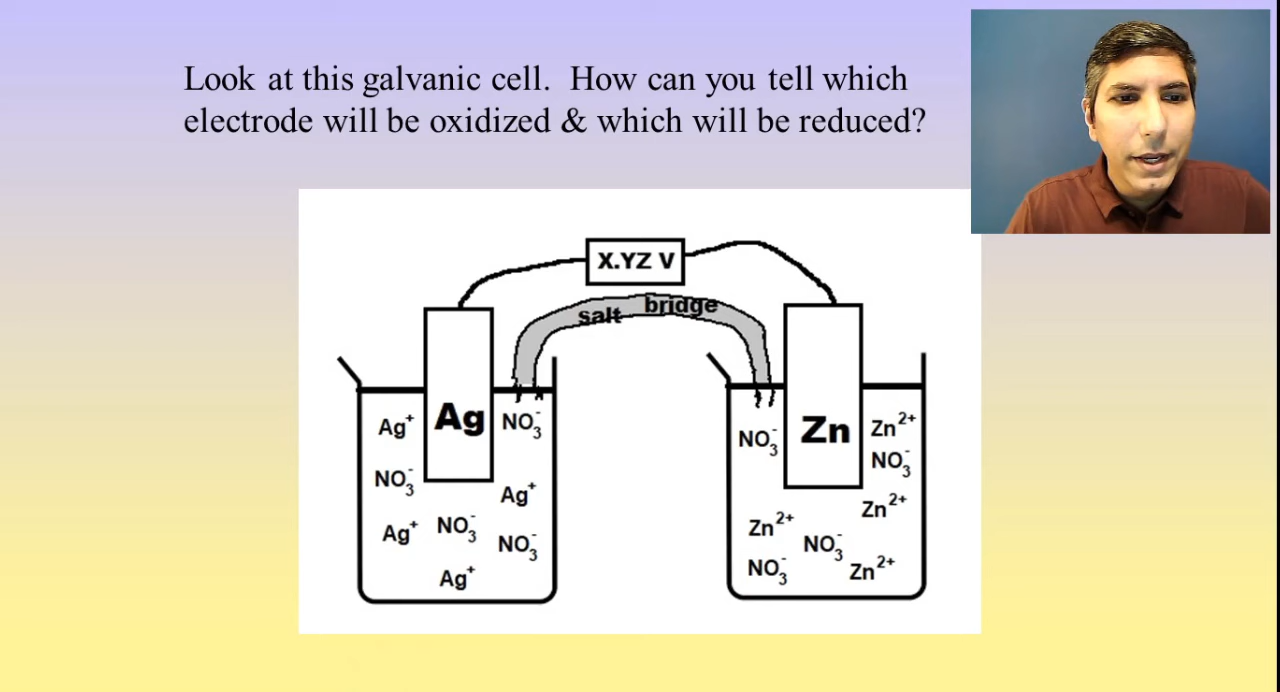 Look at this galvanic cell. How can you tell which
electrode will be oxidized & which will be reduced?
X.YZ V
salt bridge
Ag
Ag⁺
NO₃⁻
NO₃⁻
Ag⁺
Ag⁺
NO₃⁻
NO₃⁻
Ag⁺
Zn
NO₃⁻
Zn²⁺
NO₃⁻
Zn²⁺
Zn²⁺
NO₃⁻
NO₃⁻
Zn²⁺